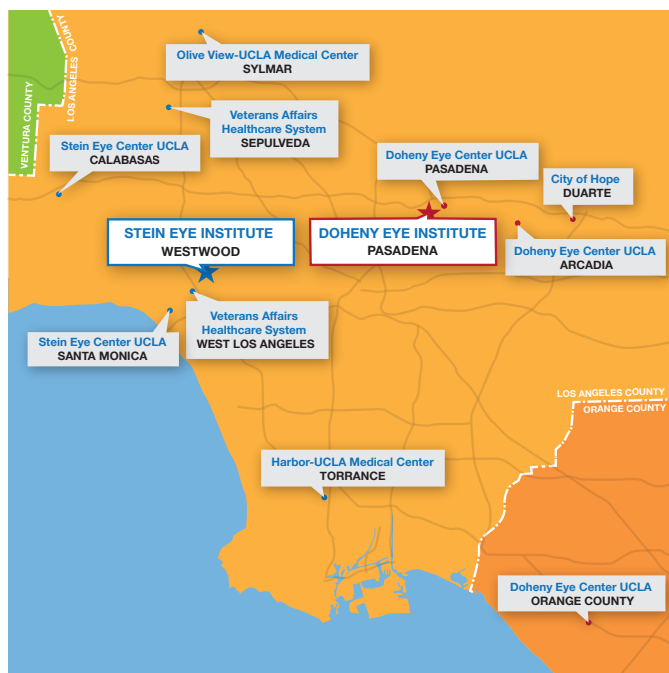 Olive View-UCLA Medical Center
SYLMAR
VENTURA COUNTY
LOS ANGELES COUNTY
Veterans Affairs
Healthcare System
SEPULVEDA
Stein Eye Center UCLA
CALABASAS
Doheny Eye Center UCLA
PASADENA
City of Hope
DUARTE
STEIN EYE INSTITUTE
WESTWOOD
DOHENY EYE INSTITUTE
PASADENA
Doheny Eye Center UCLA
ARCADIA
Veterans Affairs
Healthcare System
WEST LOS ANGELES
Stein Eye Center UCLA
SANTA MONICA
LOS ANGELES COUNTY
ORANGE COUNTY
Harbor-UCLA Medical Center
TORRANCE
Doheny Eye Center UCLA
ORANGE COUNTY